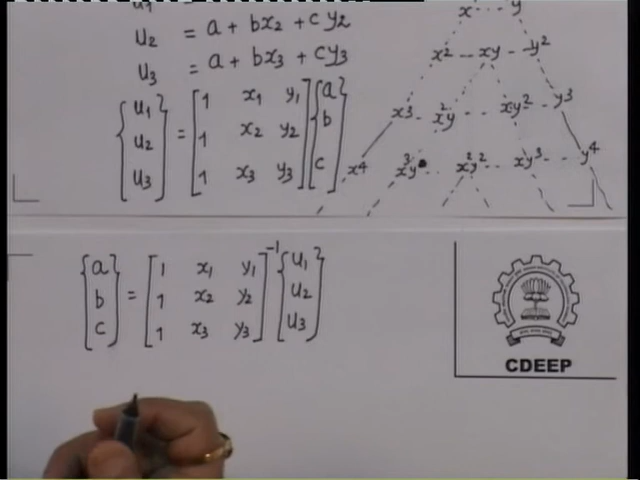 u1
u2 = a + bx2 + cy2
u3 = a + bx3 + cy3
{u1 u2 u3} = [1 x1 y1
1 x2 y2
1 x3 y3] {a b c}
x y
x² xy y²
x3 x²y xy² y3
x4 x³y x²y² xy³ y4
{a b c} = [1 x1 y1
1 x2 y2
1 x3 y3]⁻¹ {u1 u2 u3}
CDEEP